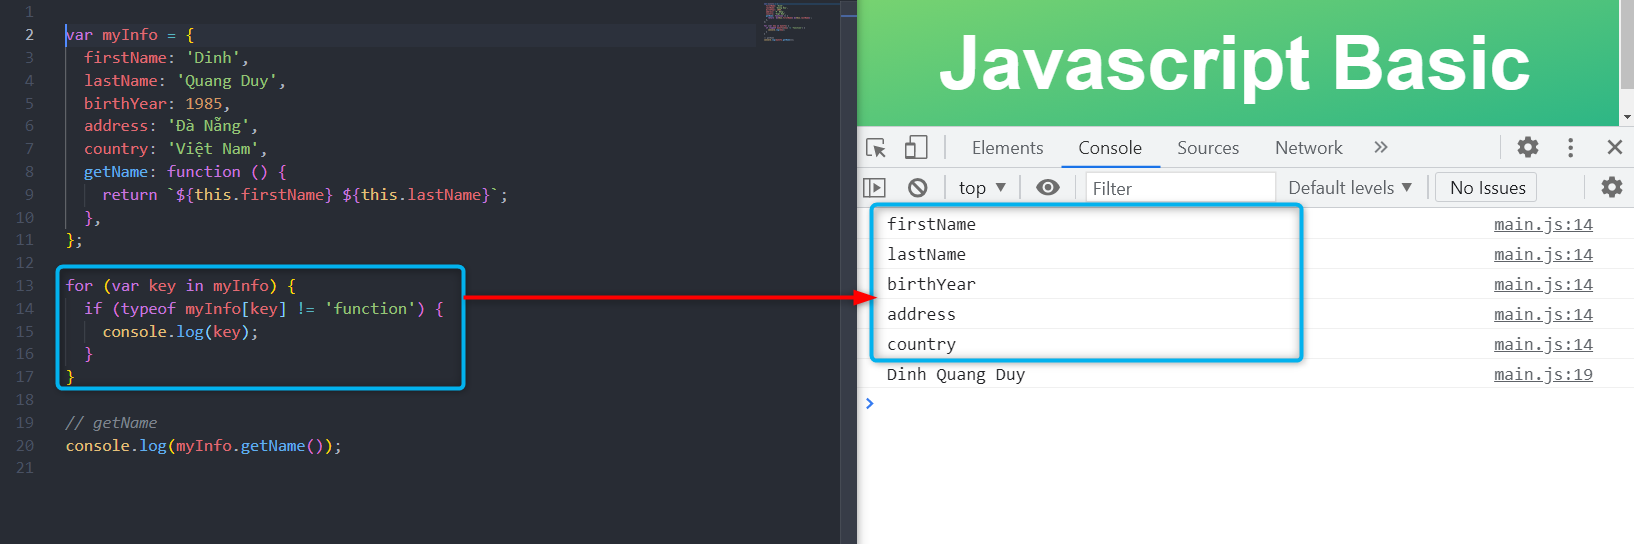 1
2 var myInfo = {
3   firstName: 'Dinh',
4   lastName: 'Quang Duy',
5   birthYear: 1985,
6   address: 'Đà Nẵng',
7   country: 'Việt Nam',
8   getName: function () {
9     return `${this.firstName} ${this.lastName}`;
10   },
11 };
12
13 for (var key in myInfo) {
14   if (typeof myInfo[key] != 'function') {
15     console.log(key);
16   }
17 }
18
19 // getName
20 console.log(myInfo.getName());
21
Javascript Basic
Elements Console Sources Network »
top ▼ Filter Default levels ▼ No Issues
firstName main.js:14
lastName main.js:14
birthYear main.js:14
address main.js:14
country main.js:14
Dinh Quang Duy main.js:19
>